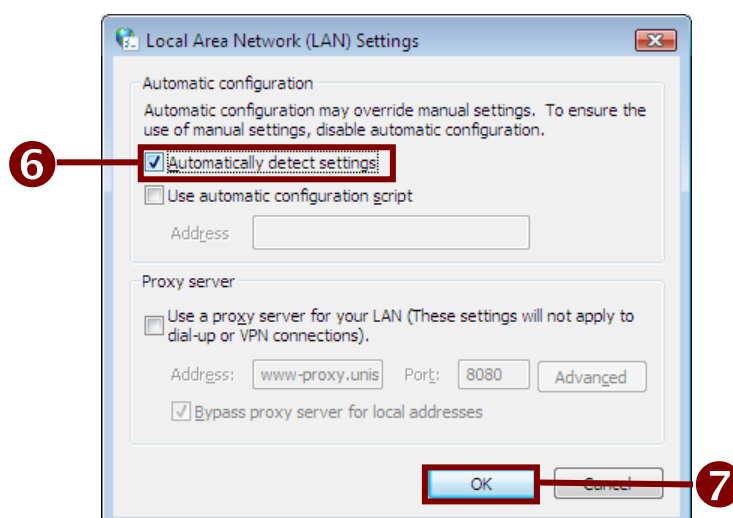 Local Area Network (LAN) Settings
Automatic configuration
Automatic configuration may override manual settings. To ensure the
use of manual settings, disable automatic configuration.
6
Automatically detect settings
Use automatic configuration script
Address
Proxy server
Use a proxy server for your LAN (These settings will not apply to
dial-up or VPN connections).
Address: www-proxy.unis Port: 8080 Advanced
Bypass proxy server for local addresses
OK Cancel 7